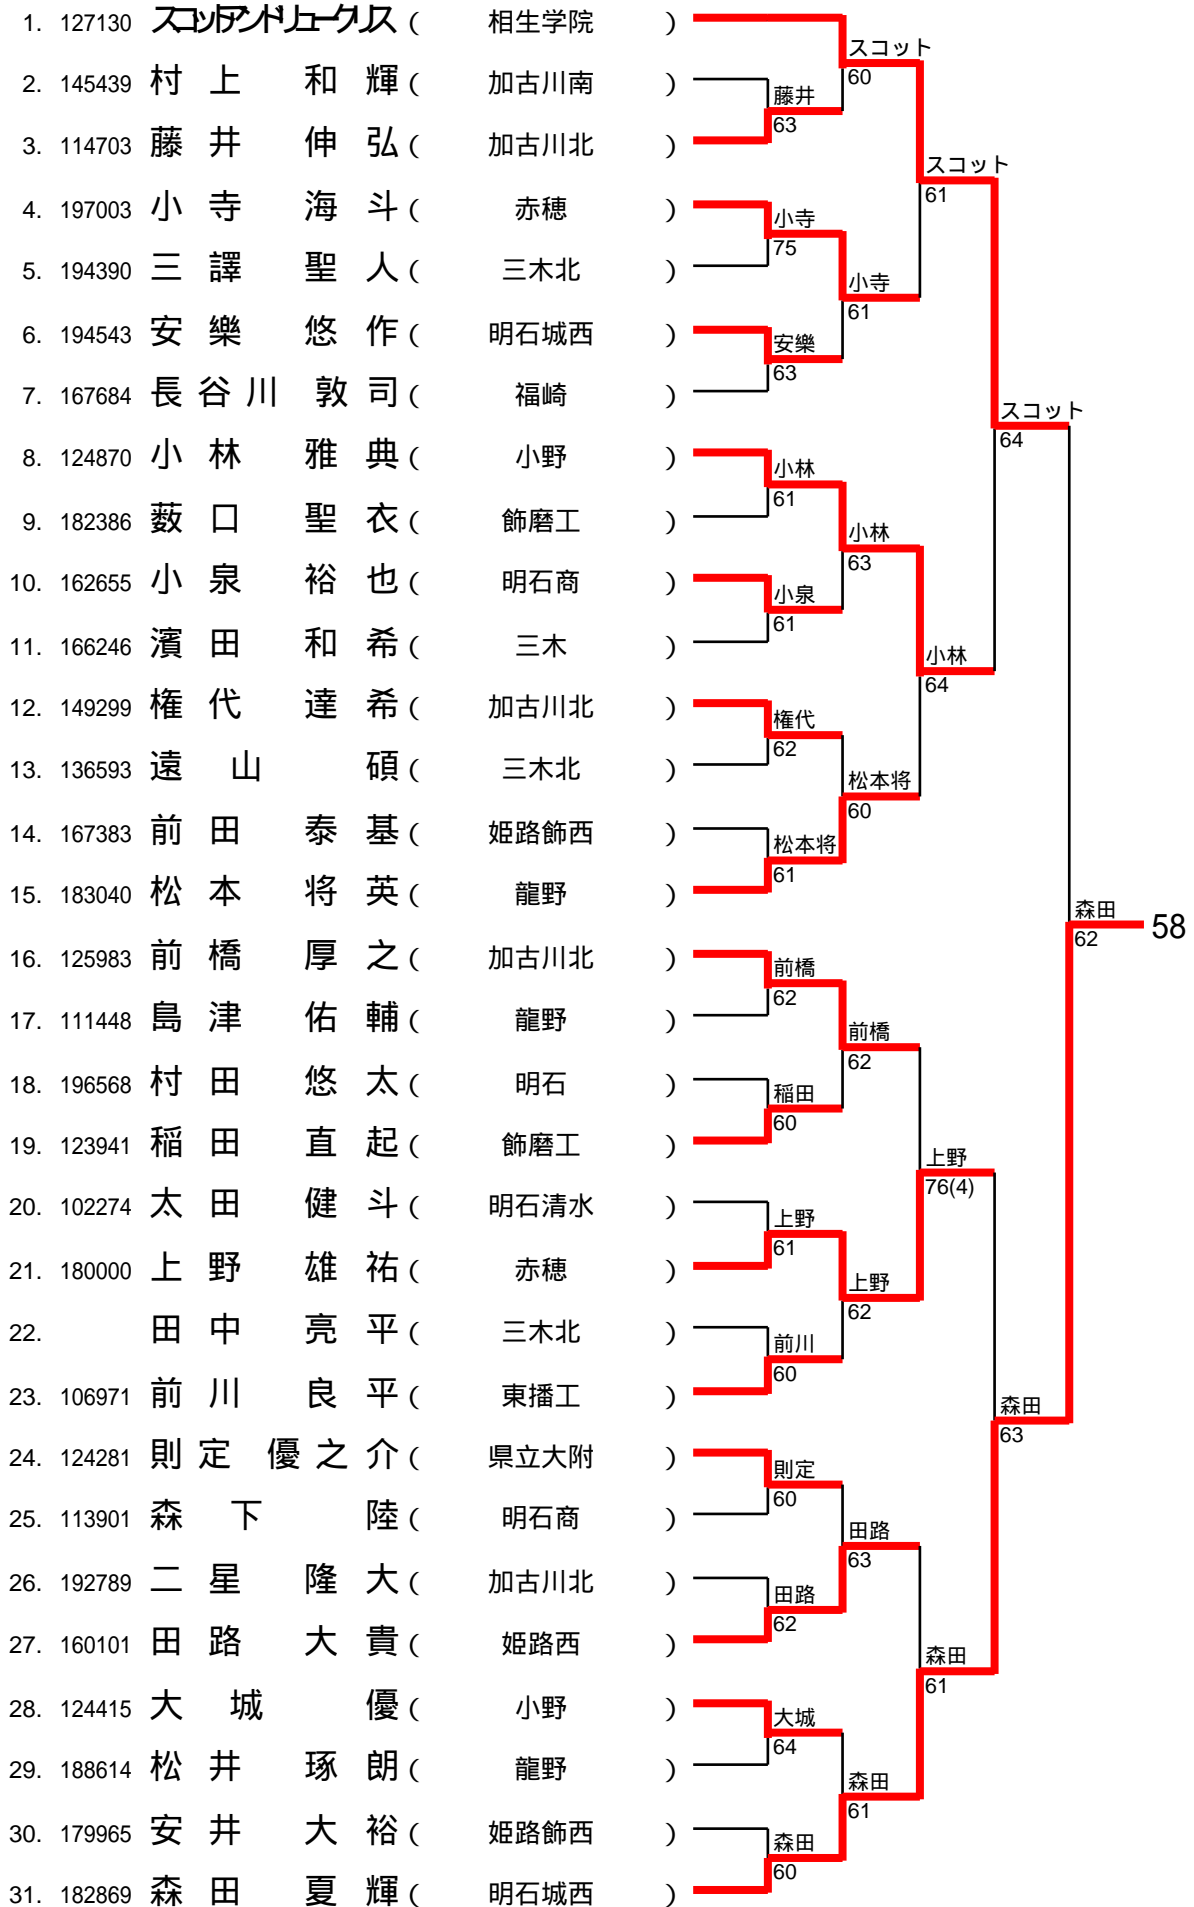 1. 127130 スコットアンドリュークリス ( 相生学院 )
スコット
60
2. 145439 村上 和輝 ( 加古川南 )
藤井
63
3. 114703 藤井 伸弘 ( 加古川北 )
スコット
61
4. 197003 小寺 海斗 ( 赤穂 )
小寺
75
5. 194390 三譯 聖人 ( 三木北 )
小寺
61
6. 194543 安樂 悠作 ( 明石城西 )
安樂
63
7. 167684 長谷川 敦司 ( 福崎 )
スコット
64
8. 124870 小林 雅典 ( 小野 )
小林
61
9. 182386 薮口 聖衣 ( 飾磨工 )
小林
63
10. 162655 小泉 裕也 ( 明石商 )
小泉
61
11. 166246 濱田 和希 ( 三木 )
小林
64
12. 149299 権代 達希 ( 加古川北 )
権代
62
13. 136593 遠山 碩 ( 三木北 )
松本将
60
14. 167383 前田 泰基 ( 姫路飾西 )
松本将
61
15. 183040 松本 将英 ( 龍野 )
森田
62
58
16. 125983 前橋 厚之 ( 加古川北 )
前橋
62
17. 111448 島津 佑輔 ( 龍野 )
前橋
62
18. 196568 村田 悠太 ( 明石 )
稲田
60
19. 123941 稲田 直起 ( 飾磨工 )
上野
76(4)
20. 102274 太田 健斗 ( 明石清水 )
上野
61
21. 180000 上野 雄祐 ( 赤穂 )
上野
62
22. 田中 亮平 ( 三木北 )
前川
60
23. 106971 前川 良平 ( 東播工 )
森田
63
24. 124281 則定 優之介 ( 県立大附 )
則定
60
25. 113901 森下 陸 ( 明石商 )
田路
63
26. 192789 二星 隆大 ( 加古川北 )
田路
62
27. 160101 田路 大貴 ( 姫路西 )
森田
61
28. 124415 大城 優 ( 小野 )
大城
64
29. 188614 松井 琢朗 ( 龍野 )
森田
61
30. 179965 安井 大裕 ( 姫路飾西 )
森田
60
31. 182869 森田 夏輝 ( 明石城西 )